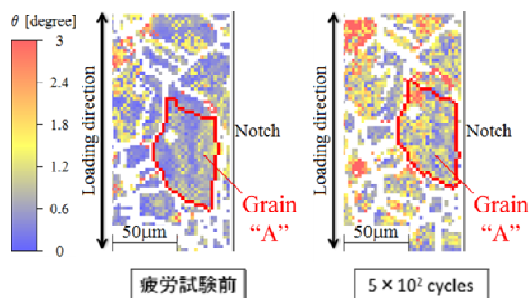 θ [degree]
3
2.4
1.8
1.2
0.6
0
Loading direction
Notch
Grain
“A”
50μm
疲労試験前
Loading direction
Notch
Grain
“A”
50μm
5×10² cycles